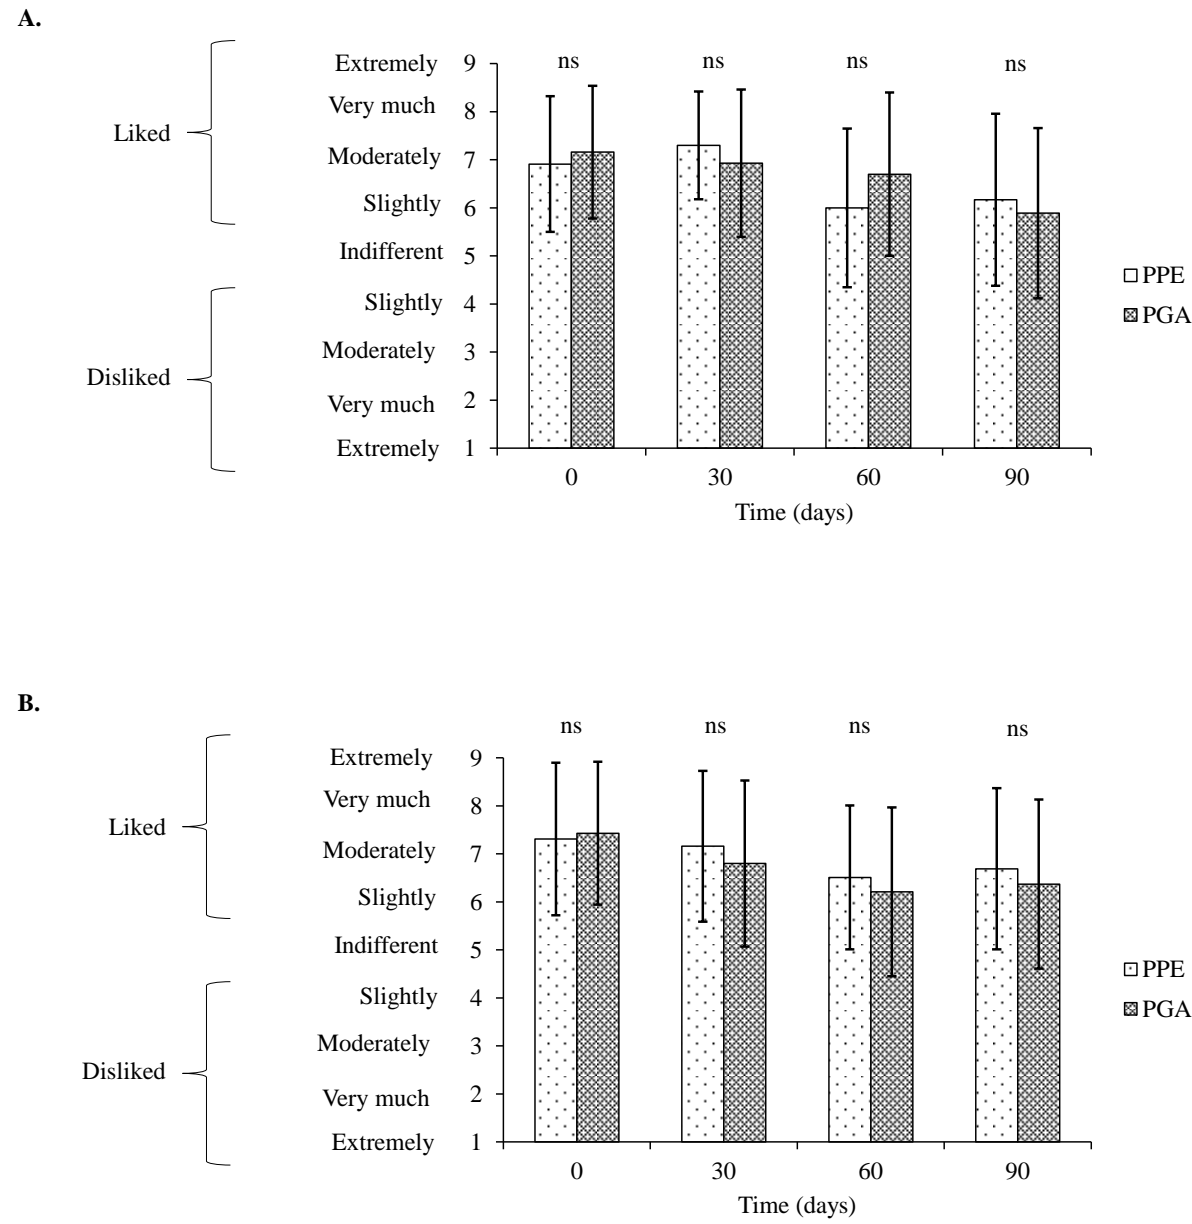 A.
Extremely 9 ns ns ns ns
Very much 8
Liked
Moderately 7
Slightly 6
Indifferent 5
PPE
Slightly 4
PGA
Moderately 3
Disliked
Very much 2
Extremely 1
0 30 60 90
Time (days)
B.
ns ns ns ns
Extremely 9
Very much 8
Liked
Moderately 7
Slightly 6
Indifferent 5
PPE
Slightly 4
PGA
Moderately 3
Disliked
Very much 2
Extremely 1
0 30 60 90
Time (days)